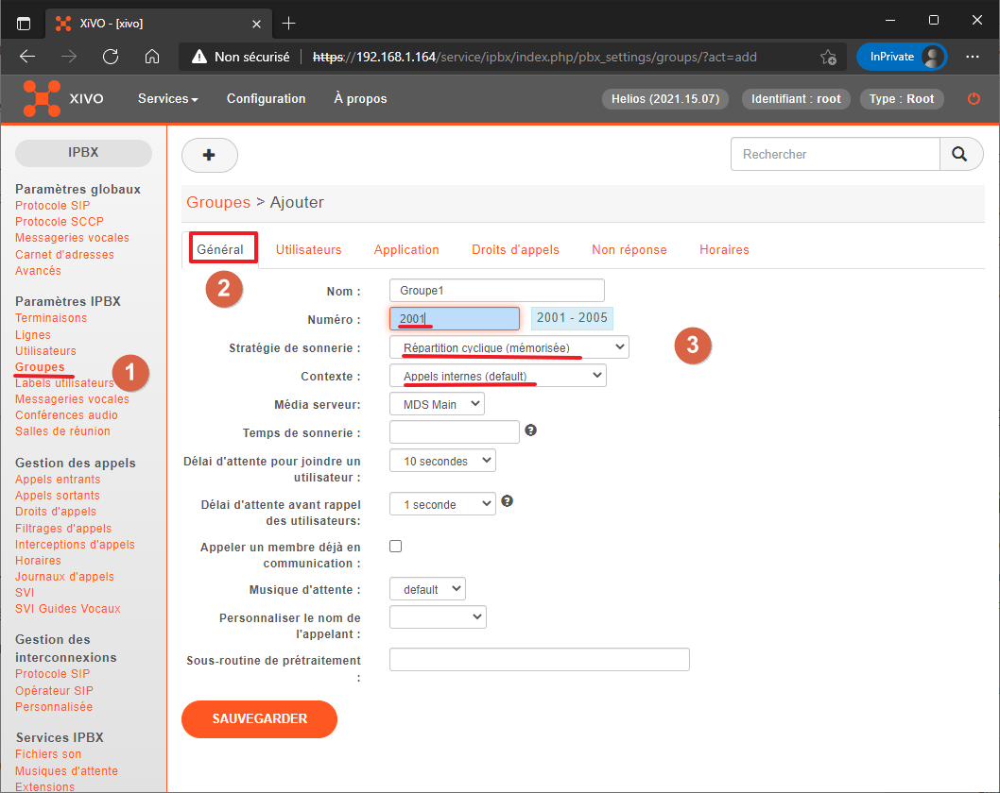 XiVO - [xivo]
Non sécurisé
https://192.168.1.164/service/ipbx/index.php/pbx_settings/groups/?act=add
InPrivate
XIVO
Services
Configuration
À propos
Helios (2021.15.07)
Identifiant : root
Type : Root
IPBX
Paramètres globaux
Protocole SIP
Protocole SCCP
Messageries vocales
Carnet d'adresses
Avancés
Paramètres IPBX
Terminaisons
Lignes
Utilisateurs
Groupes
Labels utilisateurs
Messageries vocales
Conférences audio
Salles de réunion
Gestion des appels
Appels entrants
Appels sortants
Droits d'appels
Filtrages d'appels
Interceptions d'appels
Horaires
Journaux d'appels
SVI
SVI Guides Vocaux
Gestion des
interconnexions
Protocole SIP
Opérateur SIP
Personnalisée
Services IPBX
Fichiers son
Musiques d'attente
Extensions
1
+
Rechercher
Groupes > Ajouter
Général
Utilisateurs
Application
Droits d'appels
Non réponse
Horaires
2
Nom :
Groupe1
Numéro :
2001
2001 - 2005
Stratégie de sonnerie :
Répartition cyclique (mémorisée)
3
Contexte :
Appels internes (default)
Média serveur:
MDS Main
Temps de sonnerie :
?
Délai d'attente pour joindre un
utilisateur :
10 secondes
Délai d'attente avant rappel
des utilisateurs:
1 seconde
?
Appeler un membre déjà en
communication :
Musique d'attente :
default
Personnaliser le nom de
l'appelant :
Sous-routine de prétraitement
:
SAUVEGARDER